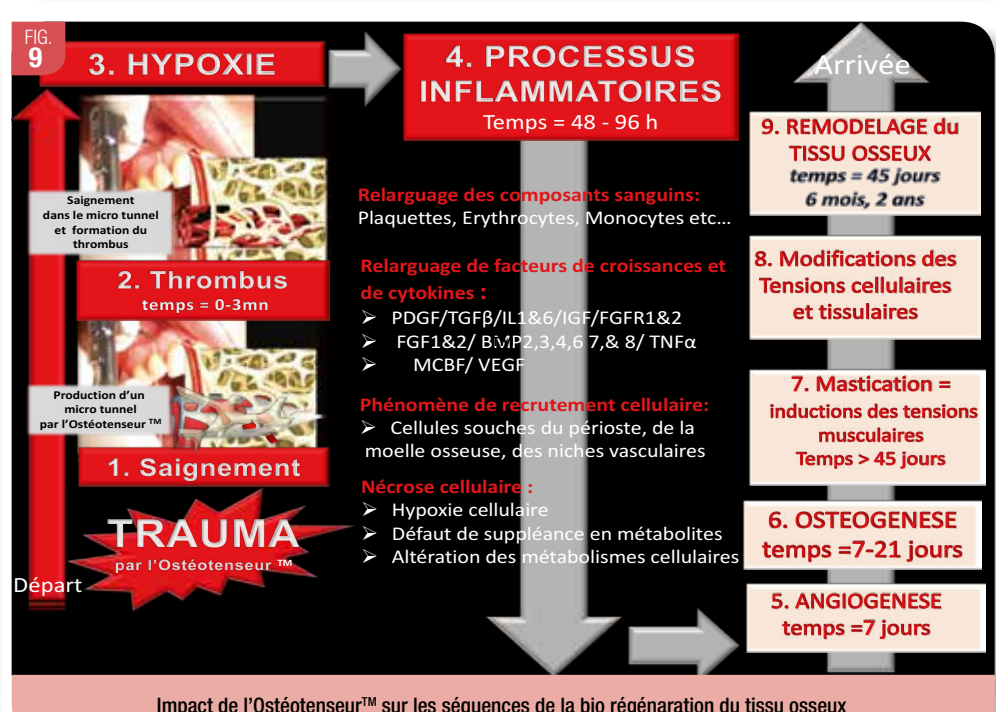 FIG.
9
3. HYPOXIE
Saignement
dans le micro tunnel
et formation du
thrombus
2. Thrombus
temps = 0-3mn
Production d’un
micro tunnel
par l’Ostéotenseur ™
1. Saignement
TRAUMA
par l’Ostéotenseur ™
Départ
4. PROCESSUS
INFLAMMATOIRES
Temps = 48 - 96 h
Relarguage des composants sanguins:
Plaquettes, Erythrocytes, Monocytes etc...
Relarguage de facteurs de croissances et
de cytokines :
➢ PDGF/TGFβ/IL1&6/IGF/FGFR1&2
➢ FGF1&2/ BMP2,3,4,6 7,& 8/ TNFα
➢ MCBF/ VEGF
Phénomène de recrutement cellulaire:
➢ Cellules souches du périoste, de la
moelle osseuse, des niches vasculaires
Nécrose cellulaire :
➢ Hypoxie cellulaire
➢ Défaut de suppléance en métabolites
➢ Altération des métabolismes cellulaires
Arrivée
9. REMODELAGE du
TISSU OSSEUX
temps = 45 jours
6 mois, 2 ans
8. Modifications des
Tensions cellulaires
et tissulaires
7. Mastication =
inductions des tensions
musculaires
Temps > 45 jours
6. OSTEOGENESE
temps =7-21 jours
5. ANGIOGENESE
temps =7 jours
Impact de l’Ostéotenseur™ sur les séquences de la bio régénaration du tissu osseux